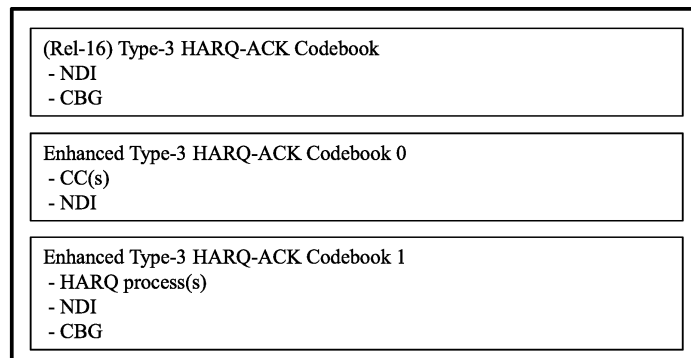 (Rel-16) Type-3 HARQ-ACK Codebook
- NDI
- CBG
Enhanced Type-3 HARQ-ACK Codebook 0
- CC(s)
- NDI
Enhanced Type-3 HARQ-ACK Codebook 1
- HARQ process(s)
- NDI
- CBG